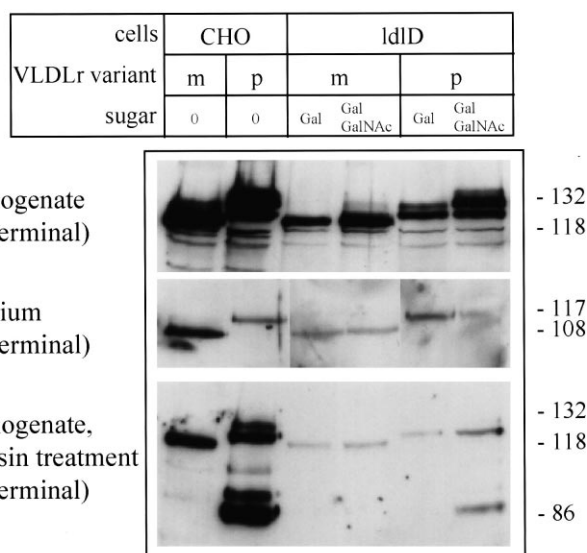 cells CHO ldlD
VLDLr variant m p m p
sugar 0 0 Gal Gal GalNAc Gal Gal GalNAc
ogenate - 132
erminal) - 118
ium - 117
erminal) - 108
ogenate, - 132
sin treatment - 118
erminal) - 86